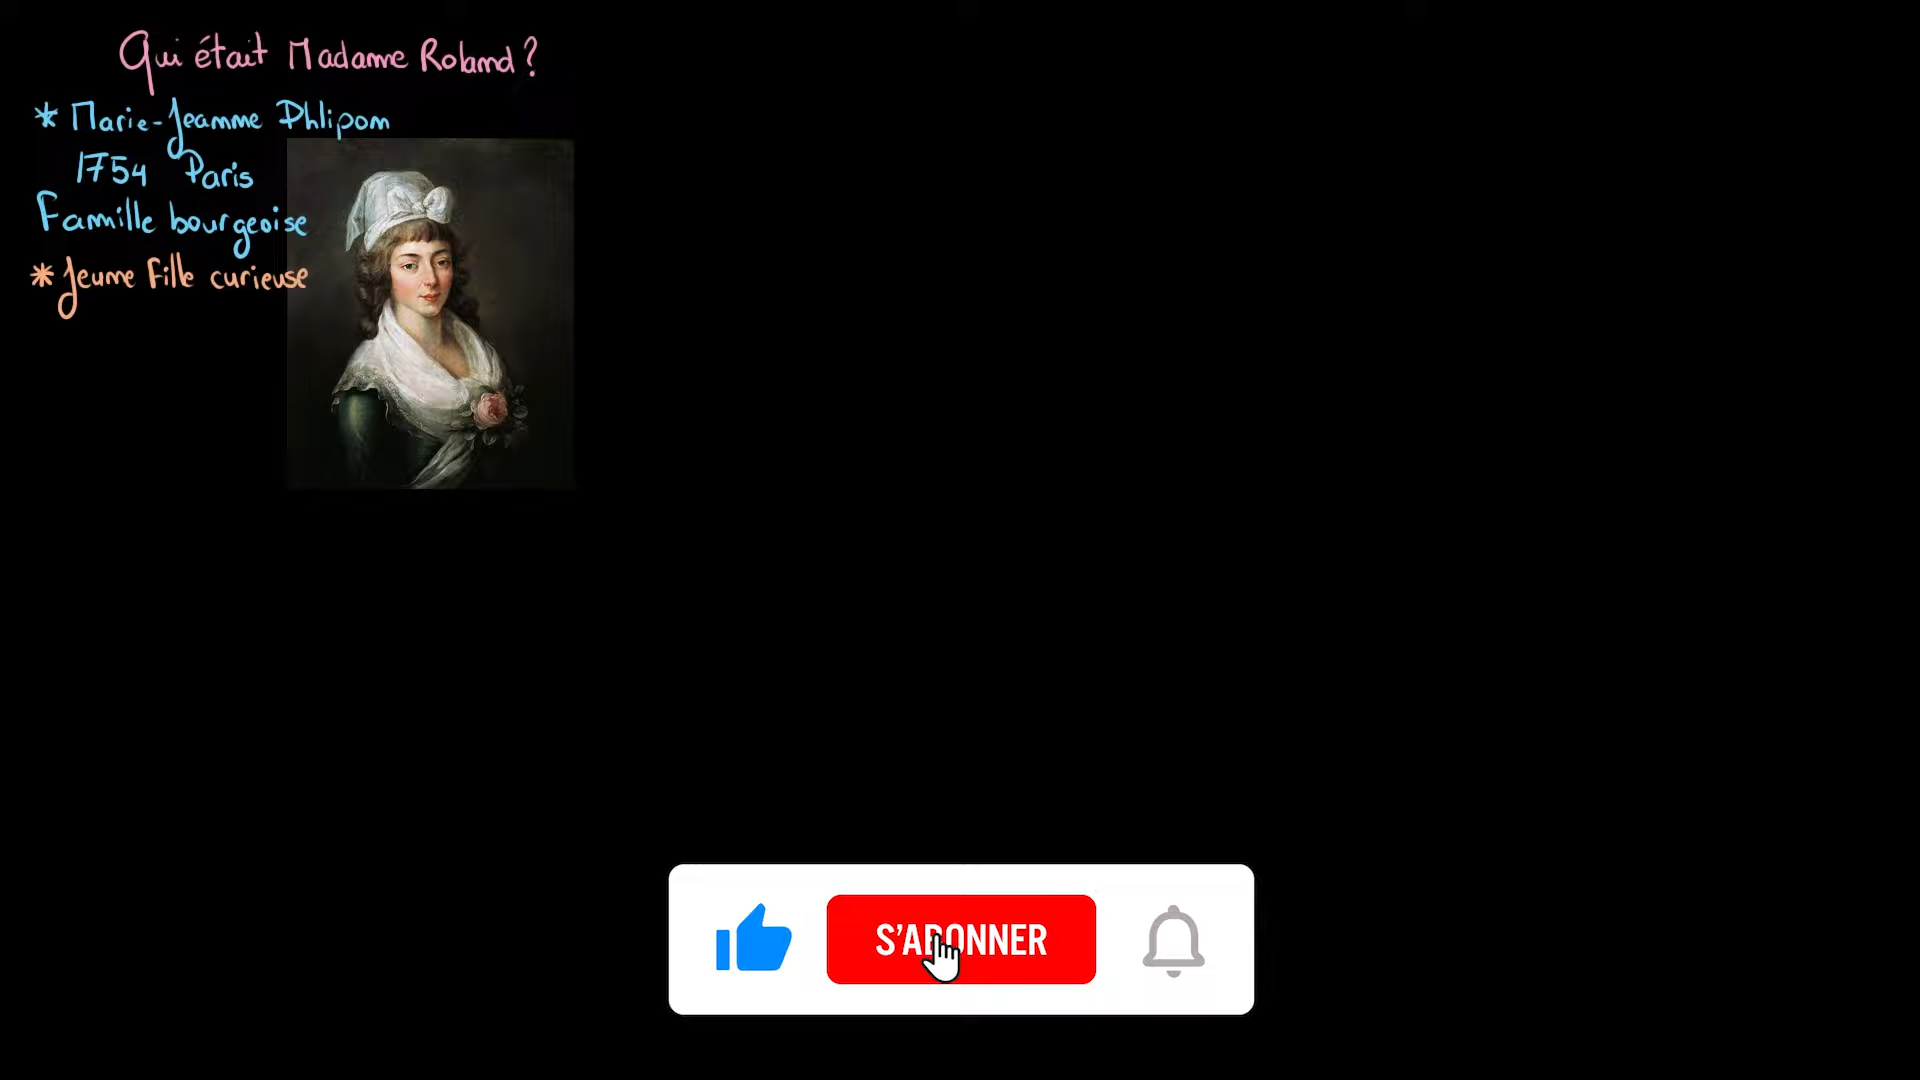 Qui était Madame Roland?
* Marie-Jeanne Phlipon
1754 Paris
Famille bourgeoise
* Jeune fille curieuse
S'ABONNER